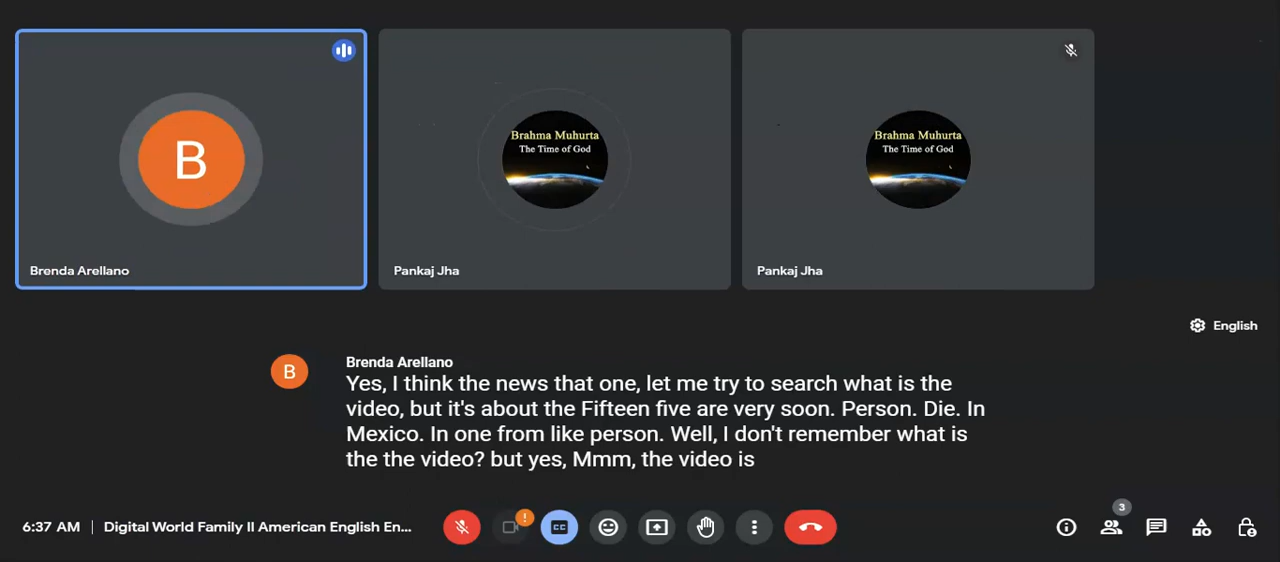 B
Brahma Muhurta
The Time of God
Brahma Muhurta
The Time of God
Brenda Arellano
Pankaj Jha
Pankaj Jha
English
B
Brenda Arellano
Yes, I think the news that one, let me try to search what is the
video, but it's about the Fifteen five are very soon. Person. Die. In
Mexico. In one from like person. Well, I don't remember what is
the the video? but yes, Mmm, the video is
3
6:37 AM | Digital World Family II American English En...
CC